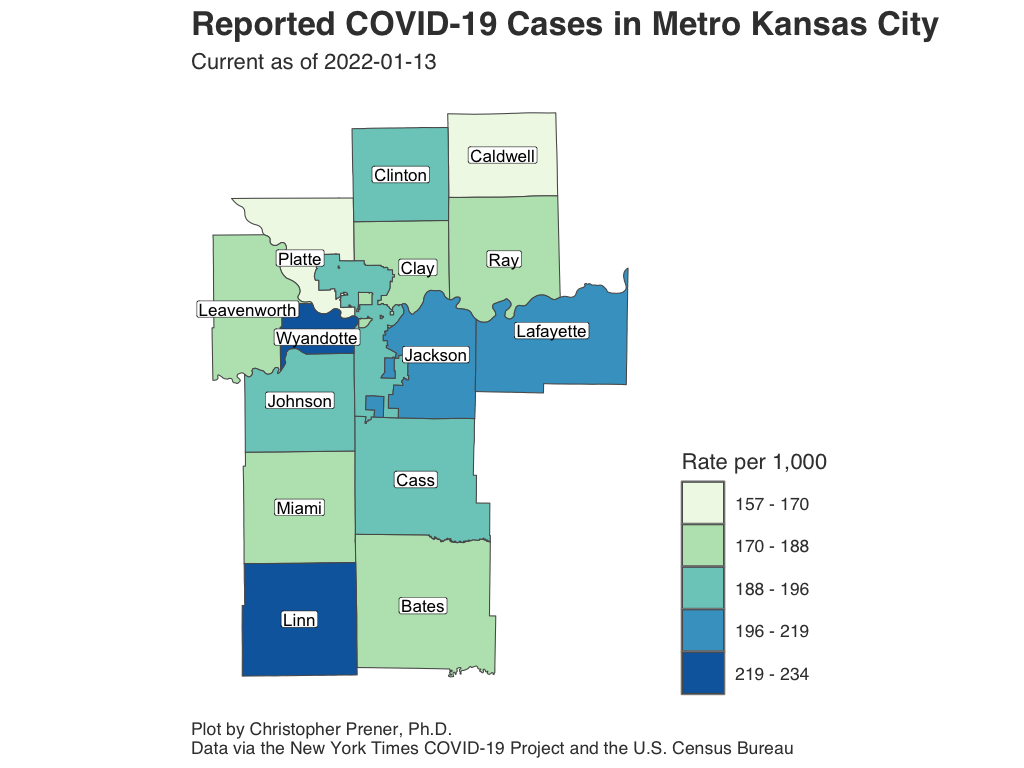 Reported COVID-19 Cases in Metro Kansas City
Current as of 2022-01-13
Caldwell
Clinton
Platte
Clay
Ray
Leavenworth
Wyandotte
Lafayette
Jackson
Johnson
Cass
Miami
Bates
Linn
Rate per 1,000
157 - 170
170 - 188
188 - 196
196 - 219
219 - 234
Plot by Christopher Prener, Ph.D.
Data via the New York Times COVID-19 Project and the U.S. Census Bureau